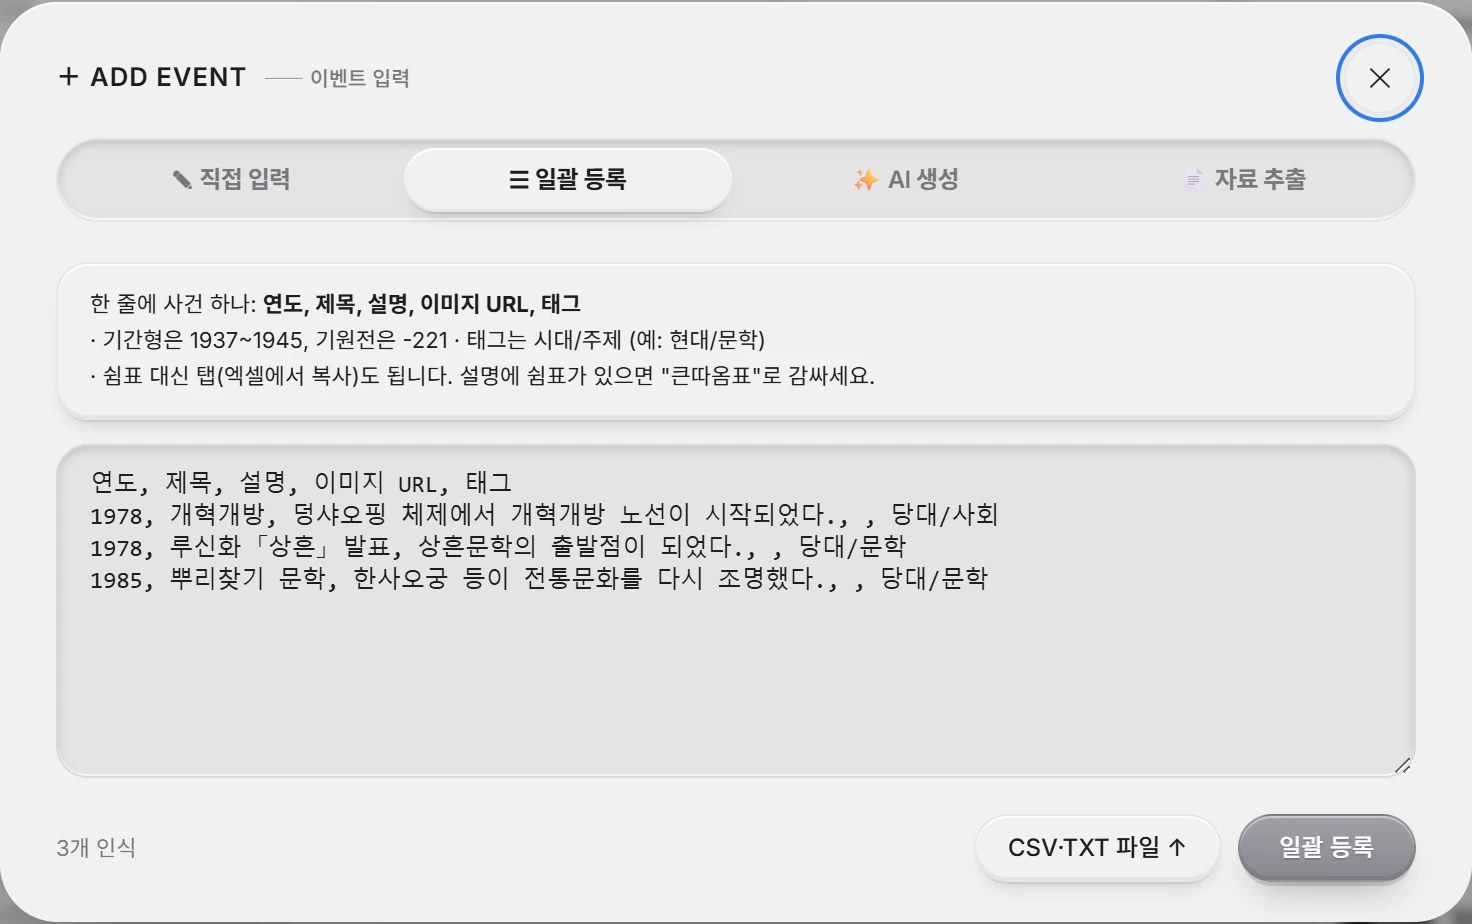 + ADD EVENT 이벤트 입력
직접 입력
일괄 등록
AI 생성
자료 추출
한 줄에 사건 하나: 연도, 제목, 설명, 이미지 URL, 태그
· 기간형은 1937~1945, 기원전은 -221 · 태그는 시대/주제 (예: 현대/문학)
· 쉼표 대신 탭(엑셀에서 복사)도 됩니다. 설명에 쉼표가 있으면 "큰따옴표"로 감싸세요.
연도, 제목, 설명, 이미지 URL, 태그
1978, 개혁개방, 덩샤오핑 체제에서 개혁개방 노선이 시작되었다., , 당대/사회
1978, 루신화「상흔」발표, 상흔문학의 출발점이 되었다., , 당대/문학
1985, 뿌리찾기 문학, 한사오궁 등이 전통문화를 다시 조명했다., , 당대/문학
3개 인식
CSV·TXT 파일 ↑
일괄 등록